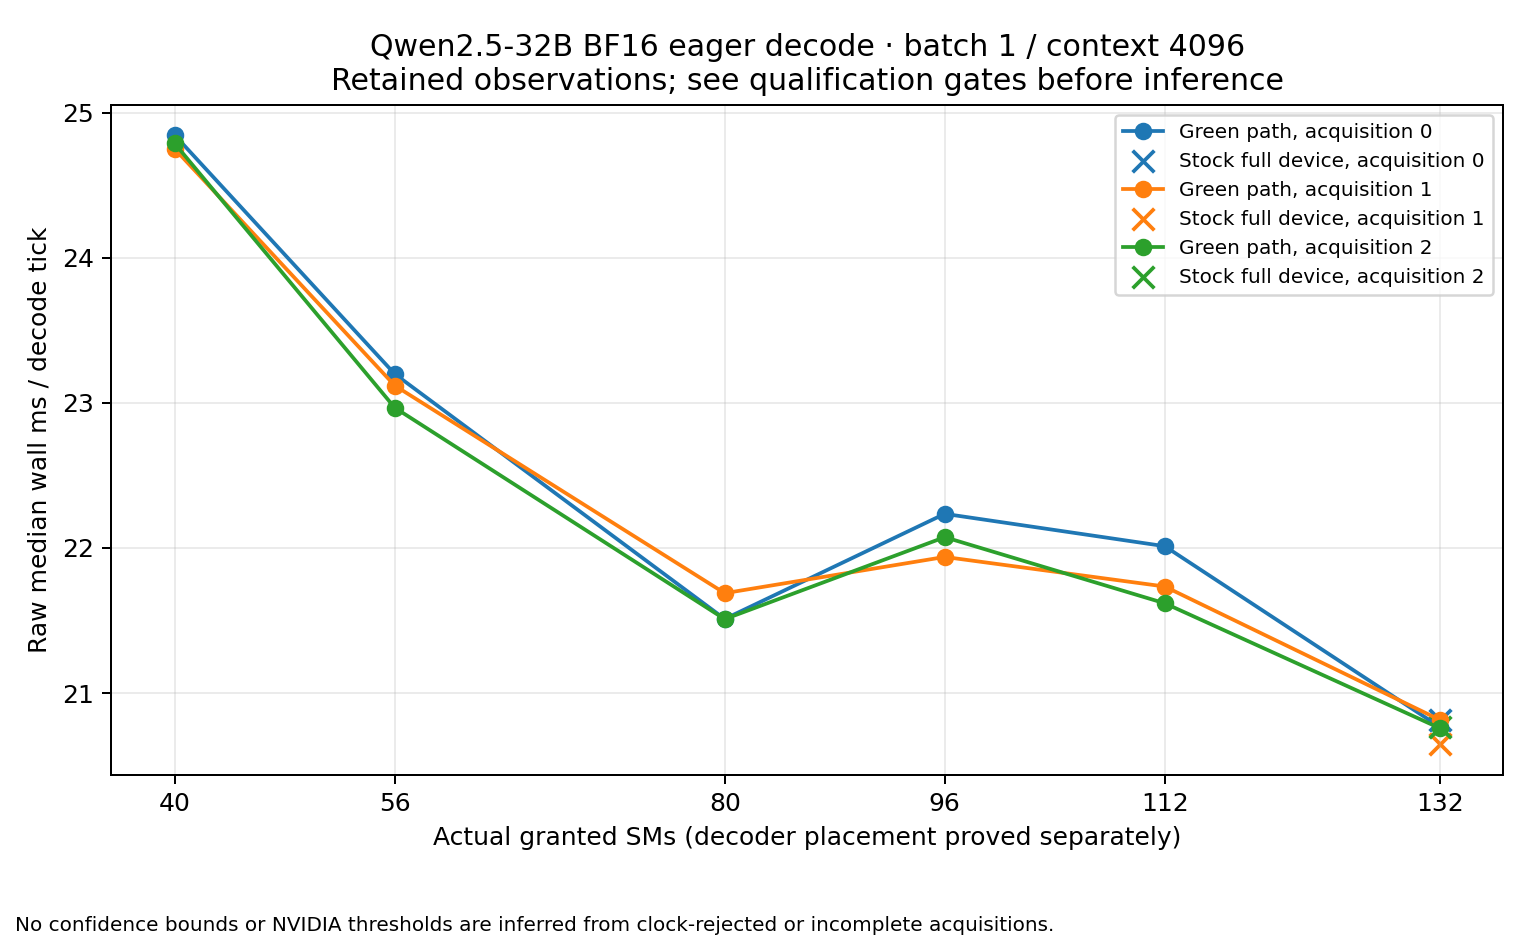 Qwen2.5-32B BF16 eager decode · batch 1 / context 4096
Retained observations; see qualification gates before inference
Raw median wall ms / decode tick
25
24
23
22
21
Green path, acquisition 0
Stock full device, acquisition 0
Green path, acquisition 1
Stock full device, acquisition 1
Green path, acquisition 2
Stock full device, acquisition 2
40
56
80
96
112
132
Actual granted SMs (decoder placement proved separately)
No confidence bounds or NVIDIA thresholds are inferred from clock-rejected or incomplete acquisitions.